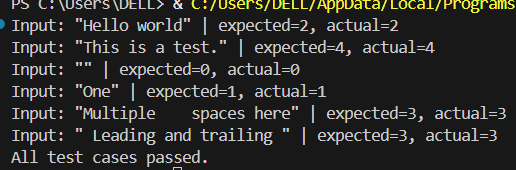 PS C:\Users\DELL> & C:/Users/DELL/AppData/Local/Programs
Input: "Hello world" | expected=2, actual=2
Input: "This is a test." | expected=4, actual=4
Input: "" | expected=0, actual=0
Input: "One" | expected=1, actual=1
Input: "Multiple    spaces here" | expected=3, actual=3
Input: " Leading and trailing " | expected=3, actual=3
All test cases passed.